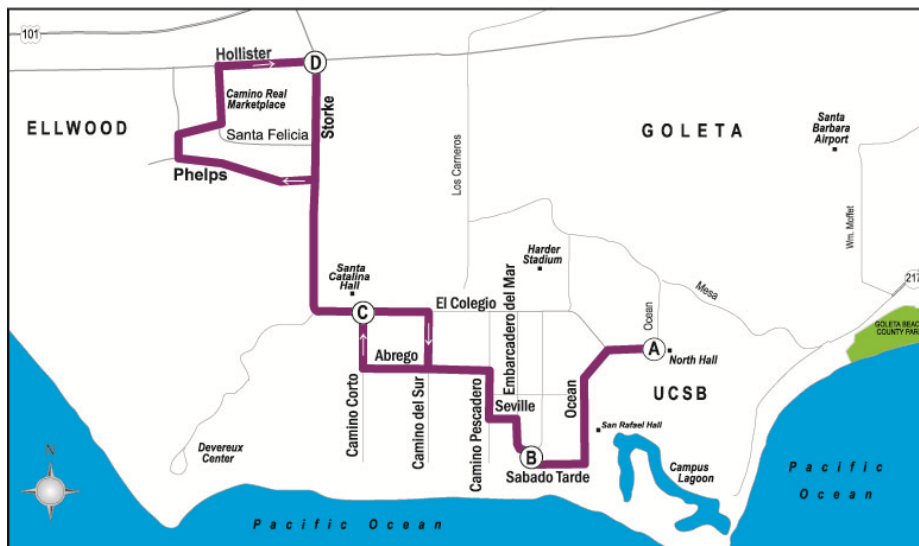 101
Hollister
D
Camino Real
Marketplace
Storke
ELLWOOD
Santa Felicia
Phelps
GOLETA
Santa
Barbara
Airport
Los Carneros
Wm. Moffet
Harder
Stadium
Santa
Catalina
Hall
217
Mesa
El Colegio
C
Embarcadero del Mar
Ocean
GOLETA BEACH
COUNTY PARK
A
North Hall
Abrego
UCSB
Camino Corto
Camino del Sur
Camino Pescadero
Seville
Ocean
San Rafael Hall
B
Sabado Tarde
Devereux
Center
Campus
Lagoon
N
Pacific
Ocean
Pacific Ocean